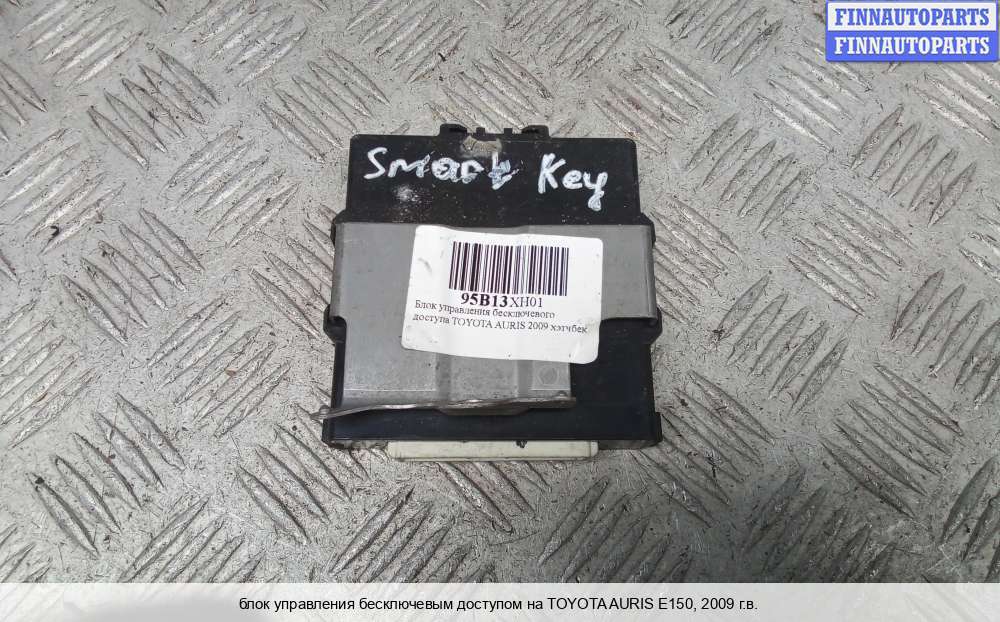 FINNAUTOPARTS
FINNAUTOPARTS
Smart Key
95B13XH01
Блок управления бесключевого
доступа TOYOTA AURIS 2009 хэтчбек
блок управления бесключевым доступом на TOYOTA AURIS E150, 2009 г.в.